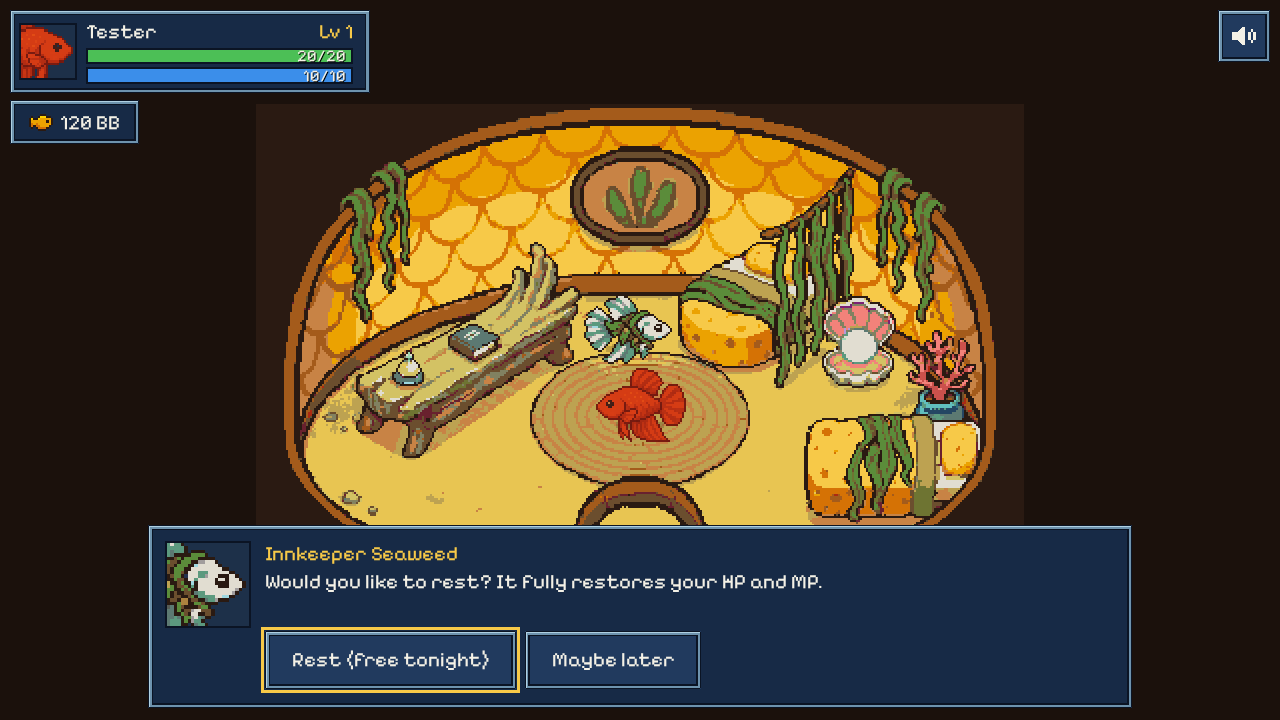 Tester
Lv 1
20/20
10/10
120 BB
Innkeeper Seaweed
Would you like to rest? It fully restores your HP and MP.
Rest (free tonight)
Maybe later